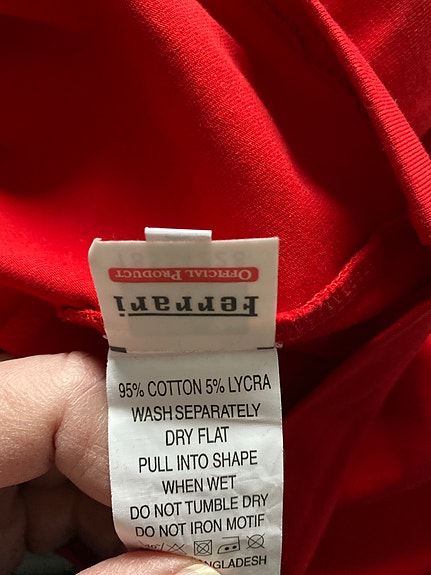 OFFICIAL PRODUCT
Ferrari
95% COTTON 5% LYCRA
WASH SEPARATELY
DRY FLAT
PULL INTO SHAPE
WHEN WET
DO NOT TUMBLE DRY
DO NOT IRON MOTIF